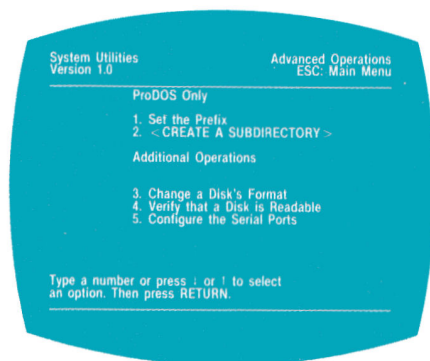 System Utilities
Version 1.0
Advanced Operations
ESC: Main Menu
ProDOS Only
1. Set the Prefix
2. <CREATE A SUBDIRECTORY>
Additional Operations
3. Change a Disk's Format
4. Verify that a Disk is Readable
5. Configure the Serial Ports
Type a number or press ↓ or ↑ to select
an option. Then press RETURN.